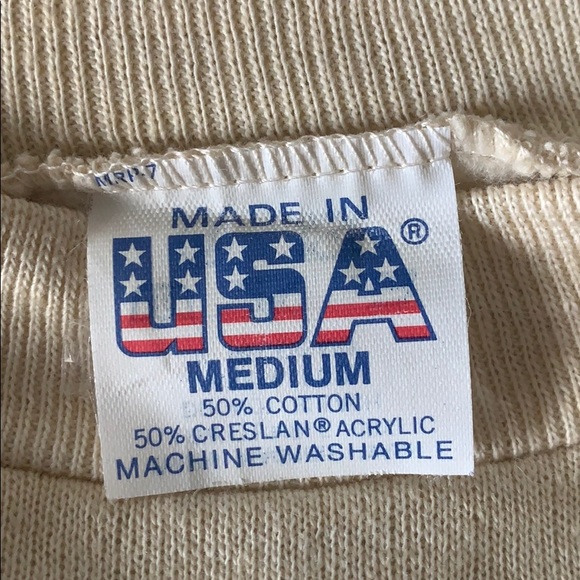 MADE IN
USA®
MEDIUM
50% COTTON
50% CRESLAN® ACRYLIC
MACHINE WASHABLE